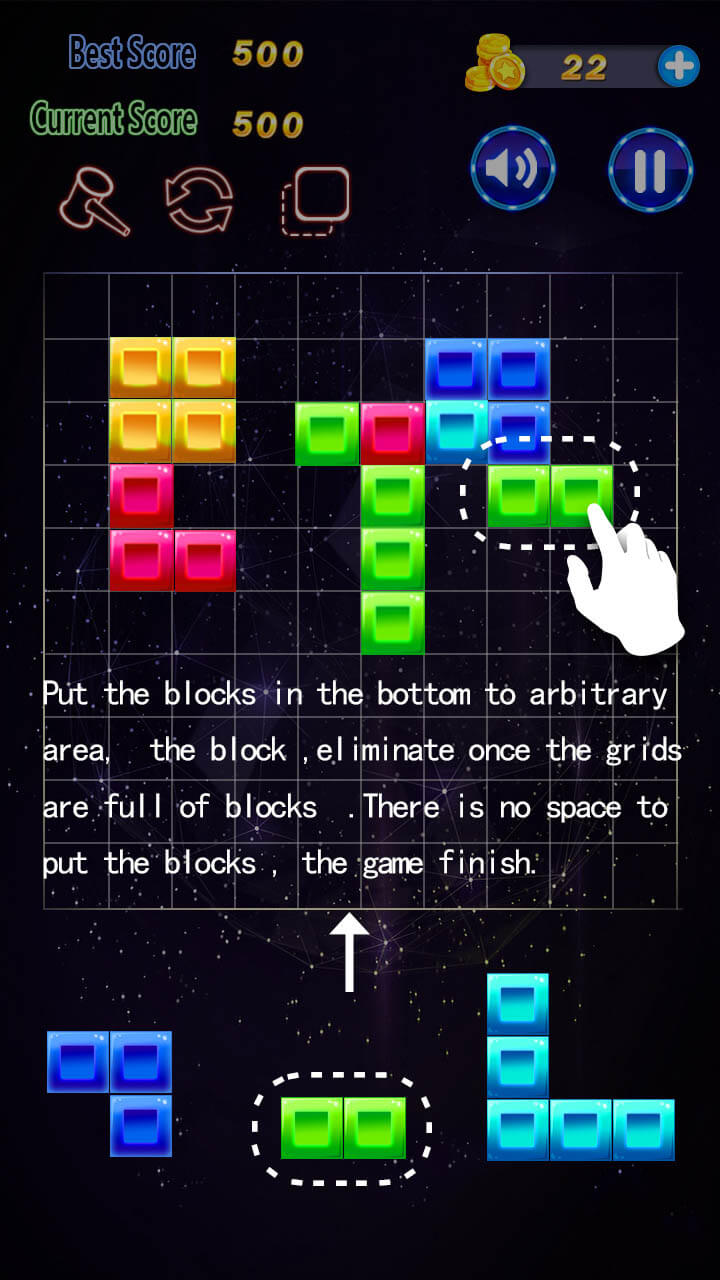 Best Score 500
22
Current Score 500
Put the blocks in the bottom to arbitrary
area, the block ,eliminate once the grids
are full of blocks .There is no space to
put the blocks , the game finish.